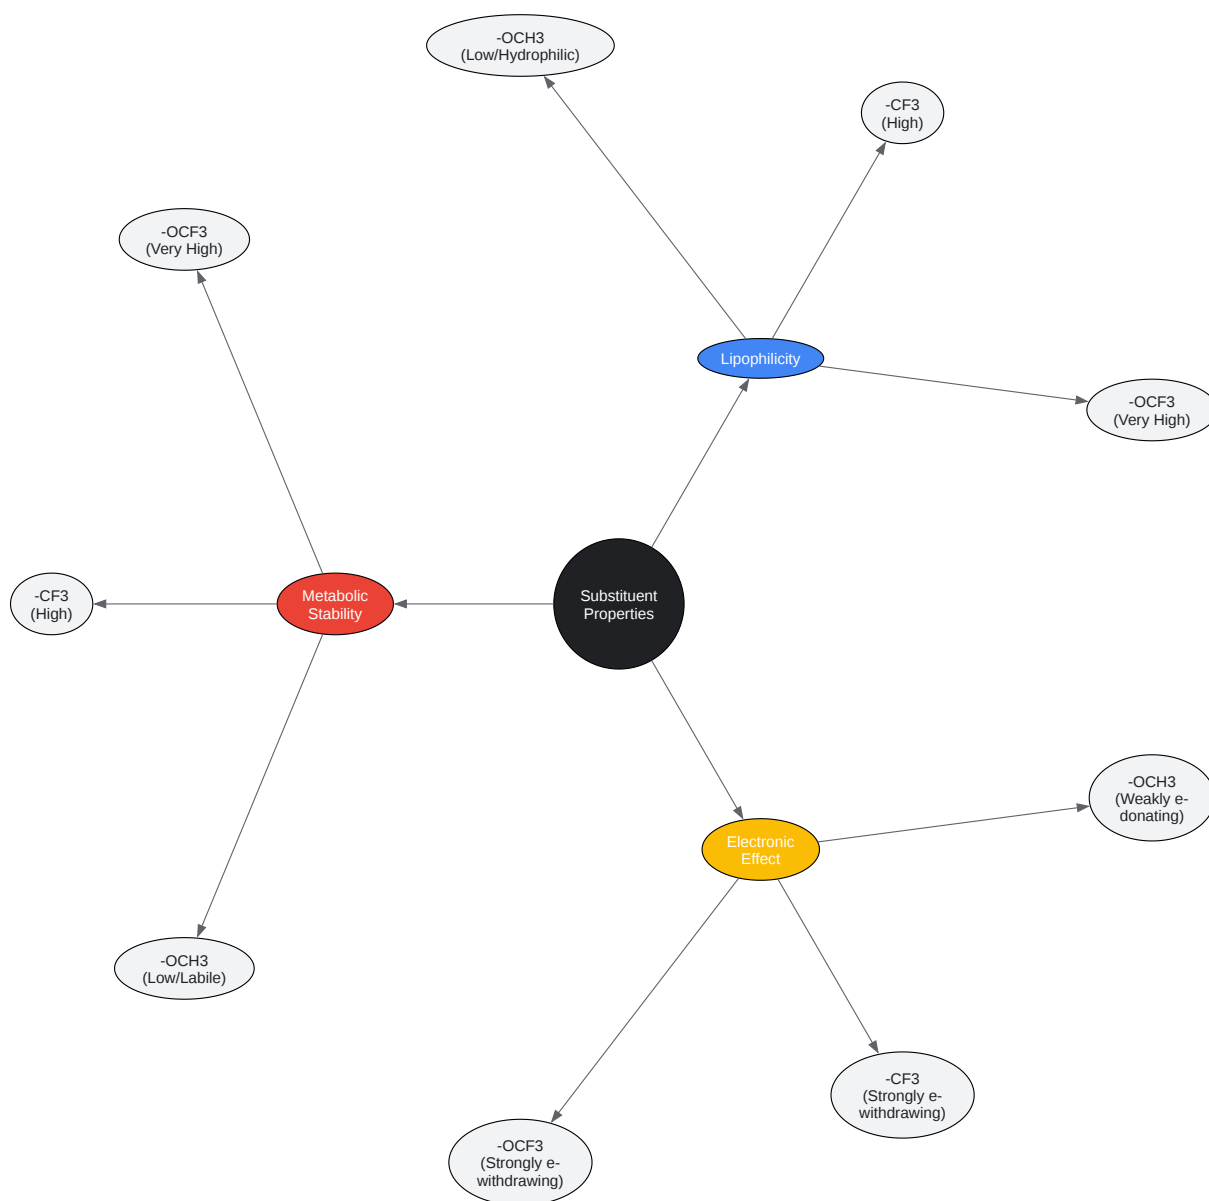 -OCH3
(Low/Hydrophilic)
-CF3
(High)
-OCF3
(Very High)
Lipophilicity
-OCF3
(Very High)
Substituent
Properties
Metabolic
Stability
-CF3
(High)
-OCH3
(Weakly e-
donating)
Electronic
Effect
-OCH3
(Low/Labile)
-CF3
(Strongly e-
withdrawing)
-OCF3
(Strongly e-
withdrawing)